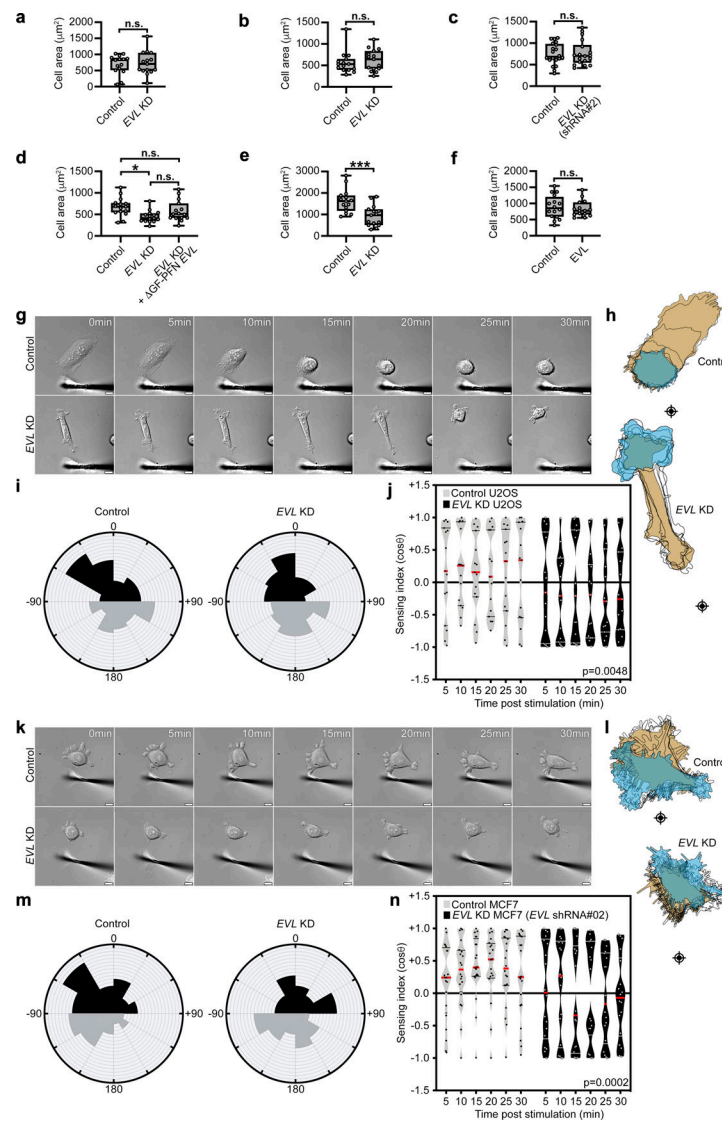 a
b
c
n.s.
n.s.
n.s.
Cell area (μm²)
2000
1500
1000
500
0
Control
EVL KD
Cell area (μm²)
2000
1500
1000
500
0
Control
EVL KD
Cell area (μm²)
1500
1000
500
0
Control
EVL KD
(shRNA#2)
d
e
f
n.s.
*
n.s.
Cell area (μm²)
1500
1000
500
0
Control
EVL KD
EVL KD
+ ΔGF-PFN EVL
***
Cell area (μm²)
3000
2000
1000
0
Control
EVL KD
n.s.
Cell area (μm²)
2000
1500
1000
500
0
Control
EVL
g
h
0min 5min 10min 15min 20min 25min 30min
Control
EVL KD
Contr
EVL KD
i
j
Control
0
-90 +90
180
EVL KD
0
-90 +90
180
Control U2OS
EVL KD U2OS
Sensing index (cosθ)
+1.5
+1.0
+0.5
0.0
-0.5
-1.0
-1.5
p=0.0048
5 10 15 20 25 30 5 10 15 20 25 30
Time post stimulation (min)
k
l
0min 5min 10min 15min 20min 25min 30min
Control
EVL KD
Contr
EVL KD
m
n
Control
0
-90 +90
180
EVL KD
0
-90 +90
180
Control MCF7
EVL KD MCF7 (EVL shRNA#02)
Sensing index (cosθ)
+1.5
+1.0
+0.5
0.0
-0.5
-1.0
-1.5
p=0.0002
5 10 15 20 25 30 5 10 15 20 25 30
Time post stimulation (min)